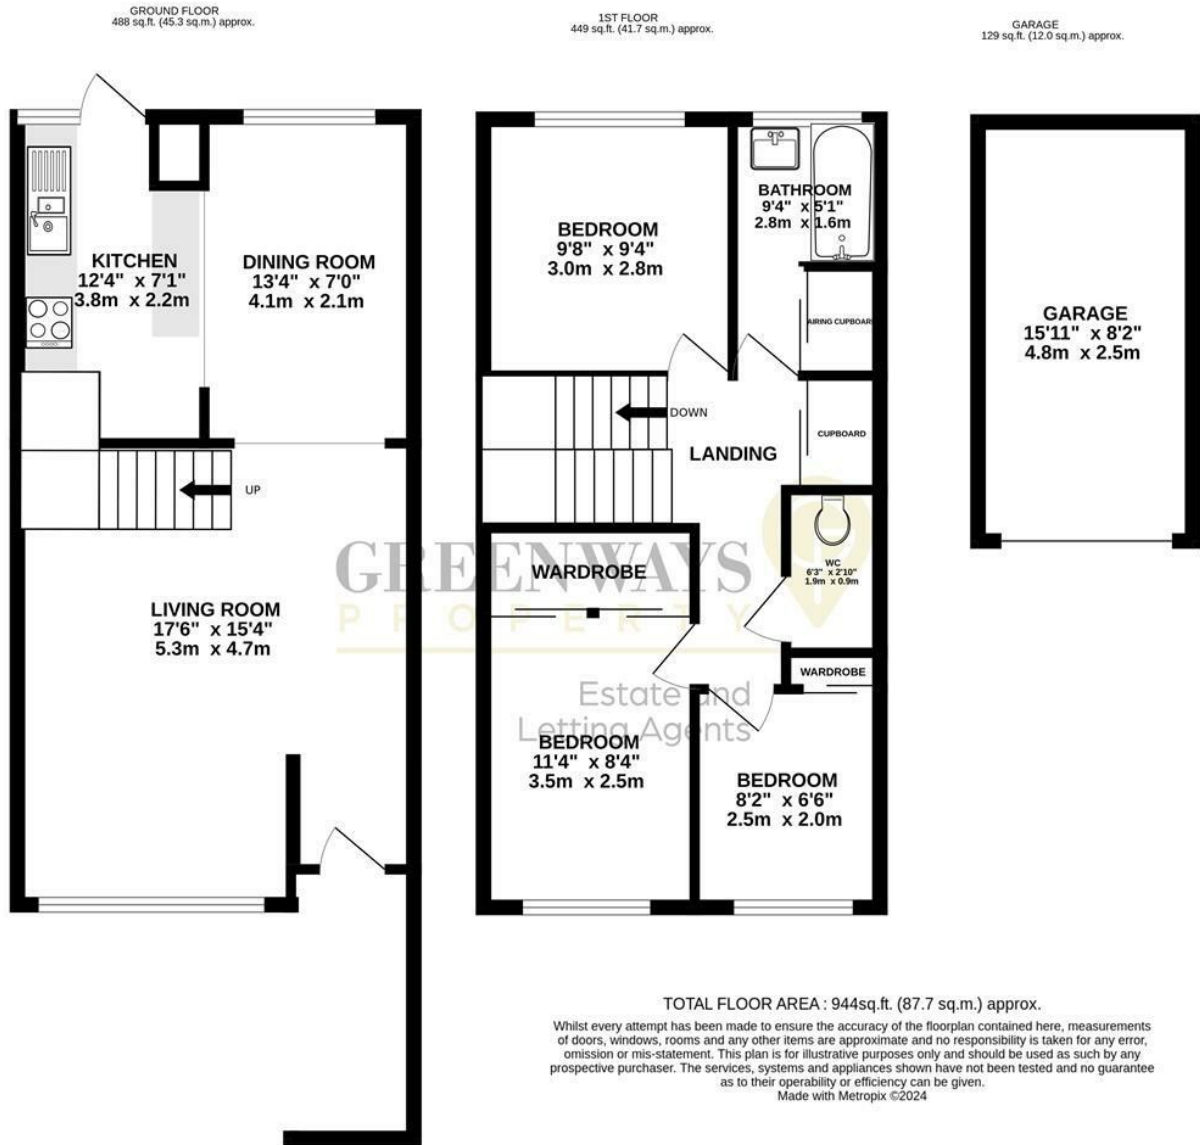 GROUND FLOOR
488 sq.ft. (45.3 sq.m.) approx.
1ST FLOOR
449 sq.ft. (41.7 sq.m.) approx.
GARAGE
129 sq.ft. (12.0 sq.m.) approx.
KITCHEN
12'4" x 7'1"
3.8m x 2.2m
DINING ROOM
13'4" x 7'0"
4.1m x 2.1m
UP
LIVING ROOM
17'6" x 15'4"
5.3m x 4.7m
BEDROOM
9'8" x 9'4"
3.0m x 2.8m
BATHROOM
9'4" x 5'1"
2.8m x 1.6m
AIRING CUPBOARD
DOWN
CUPBOARD
LANDING
WARDROBE
WC
6'3" x 2'10"
1.9m x 0.9m
WARDROBE
BEDROOM
11'4" x 8'4"
3.5m x 2.5m
BEDROOM
8'2" x 6'6"
2.5m x 2.0m
GARAGE
15'11" x 8'2"
4.8m x 2.5m
GREENWAYS
PROPERTY
Estate and
Letting Agents
TOTAL FLOOR AREA : 944sq.ft. (87.7 sq.m.) approx.
Whilst every attempt has been made to ensure the accuracy of the floorplan contained here, measurements
of doors, windows, rooms and any other items are approximate and no responsibility is taken for any error,
omission or mis-statement. This plan is for illustrative purposes only and should be used as such by any
prospective purchaser. The services, systems and appliances shown have not been tested and no guarantee
as to their operability or efficiency can be given.
Made with Metropix ©2024